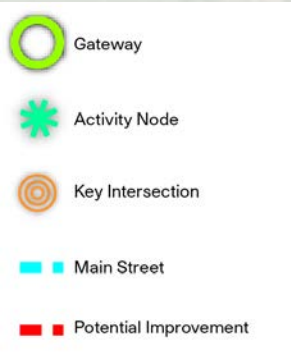 Gateway
Activity Node
Key Intersection
Main Street
Potential Improvement